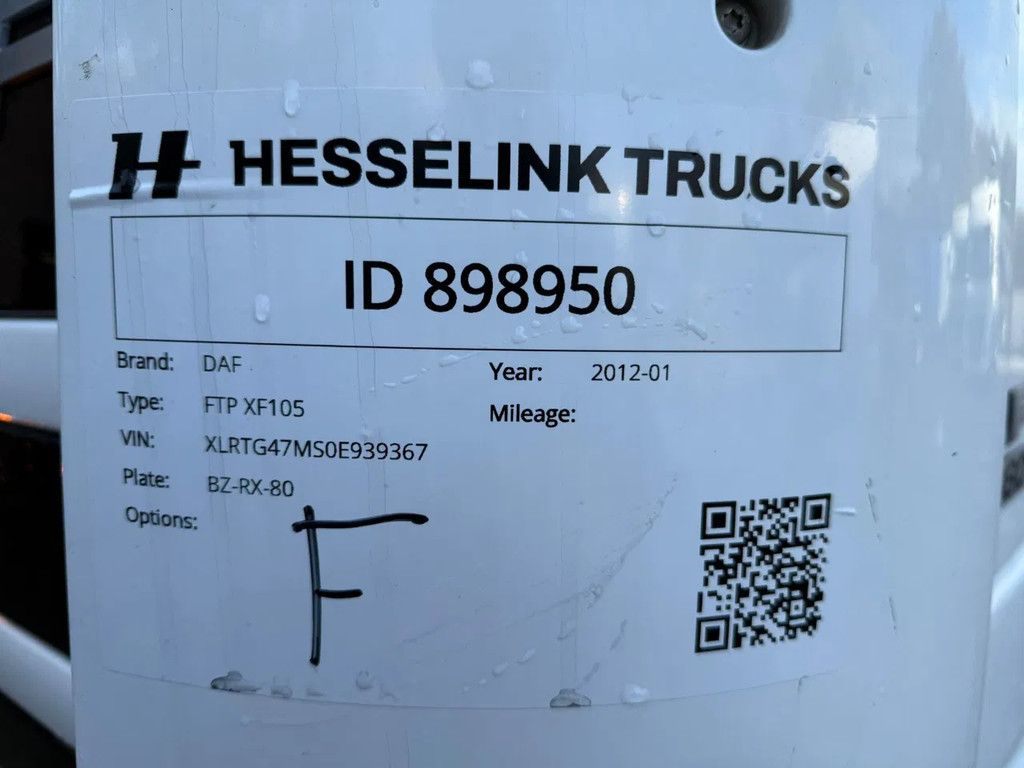 H HESSELINK TRUCKS
ID 898950
Brand: DAF
Year: 2012-01
Type: FTP XF105
Mileage:
VIN: XLRTG47MS0E939367
Plate: BZ-RX-80
Options:
F